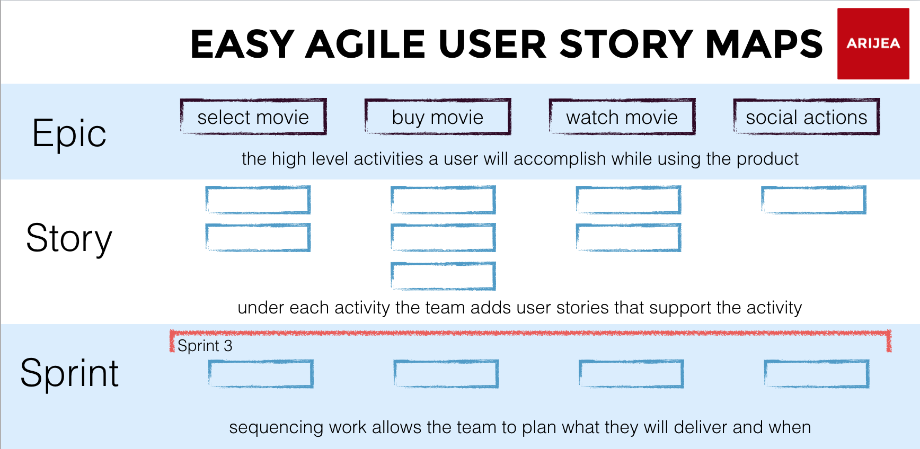 EASY AGILE USER STORY MAPS
ARIJEA
Epic
select movie
buy movie
watch movie
social actions
the high level activities a user will accomplish while using the product
Story
under each activity the team adds user stories that support the activity
Sprint 3
Sprint
sequencing work allows the team to plan what they will deliver and when